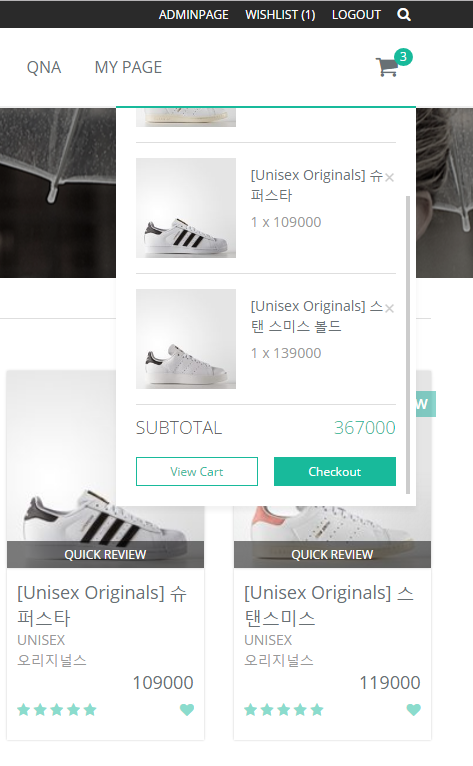 ADMINPAGE WISHLIST (1) LOGOUT
QNA MY PAGE 3
[Unisex Originals] 슈 ×
퍼스타
1 x 109000
[Unisex Originals] 스 ×
탠 스미스 볼드
1 x 139000
SUBTOTAL 367000
View Cart Checkout
QUICK REVIEW QUICK REVIEW
[Unisex Originals] 슈
퍼스타
UNISEX
오리지널스
109000
[Unisex Originals] 스
탠스미스
UNISEX
오리지널스
119000